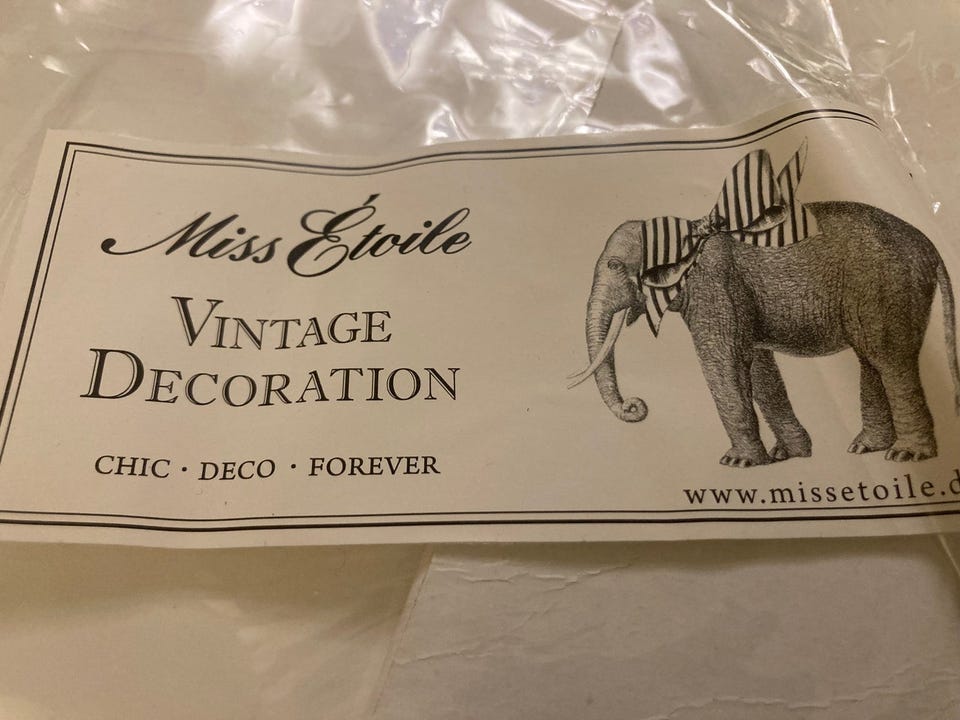 Miss Étoile
VINTAGE
DECORATION
CHIC · DECO · FOREVER
www.missetoile.d